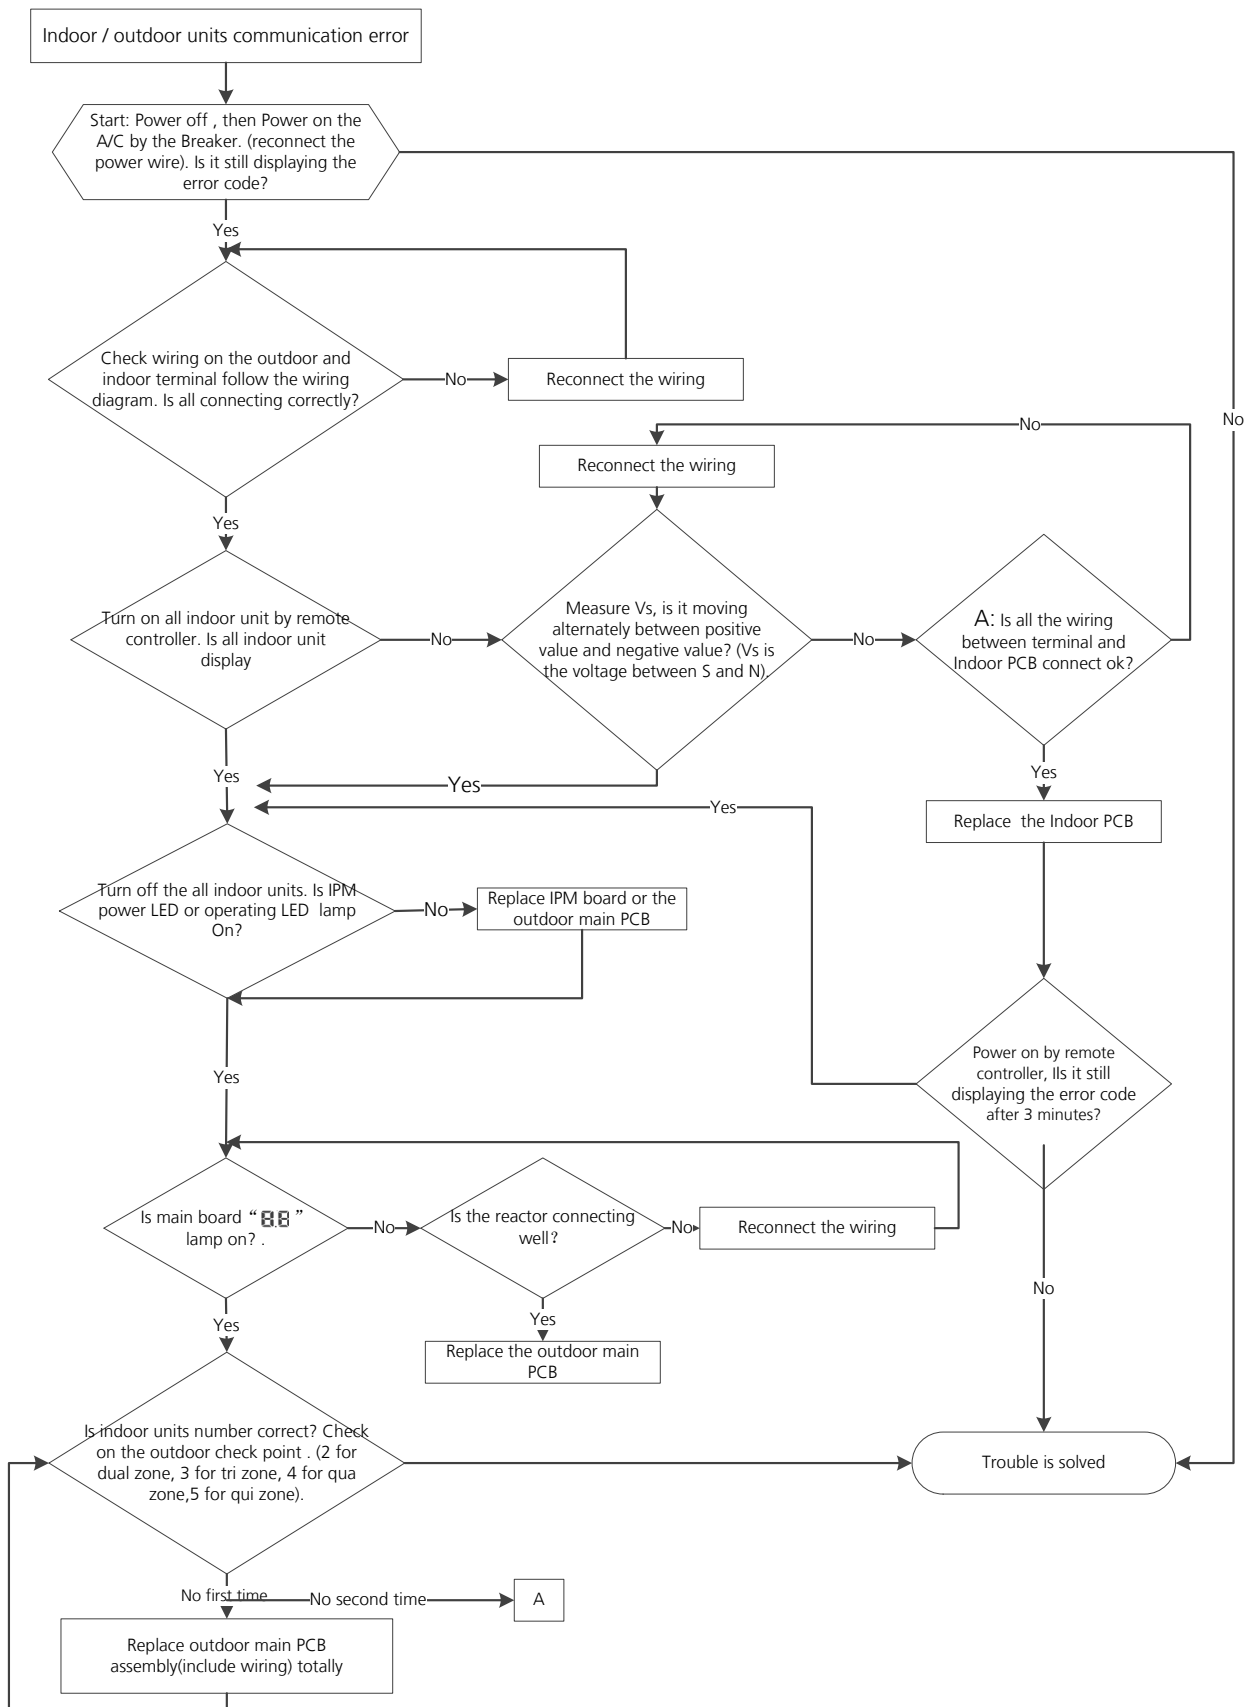 Indoor / outdoor units communication error
Start: Power off , then Power on the
A/C by the Breaker. (reconnect the
power wire). Is it still displaying the
error code?
Yes
No
Check wiring on the outdoor and
indoor terminal follow the wiring
diagram. Is all connecting correctly?
No
Reconnect the wiring
No
Reconnect the wiring
Yes
Turn on all indoor unit by remote
controller. Is all indoor unit
display
No
Measure Vs, is it moving
alternately between positive
value and negative value? (Vs is
the voltage between S and N).
No
A: Is all the wiring
between terminal and
Indoor PCB connect ok?
Yes
Yes
Yes
Yes
Replace  the Indoor PCB
Turn off the all indoor units. Is IPM
power LED or operating LED  lamp
On?
No
Replace IPM board or the
outdoor main PCB
Yes
Power on by remote
controller, IIs it still
displaying the error code
after 3 minutes?
No
Is main board “8.8”
lamp on? .
No
Is the reactor connecting
well?
No
Reconnect the wiring
Yes
Yes
Replace the outdoor main
PCB
Is indoor units number correct? Check
on the outdoor check point . (2 for
dual zone, 3 for tri zone, 4 for qua
zone,5 for qui zone).
Trouble is solved
No first time
No second time
A
Replace outdoor main PCB
assembly(include wiring) totally